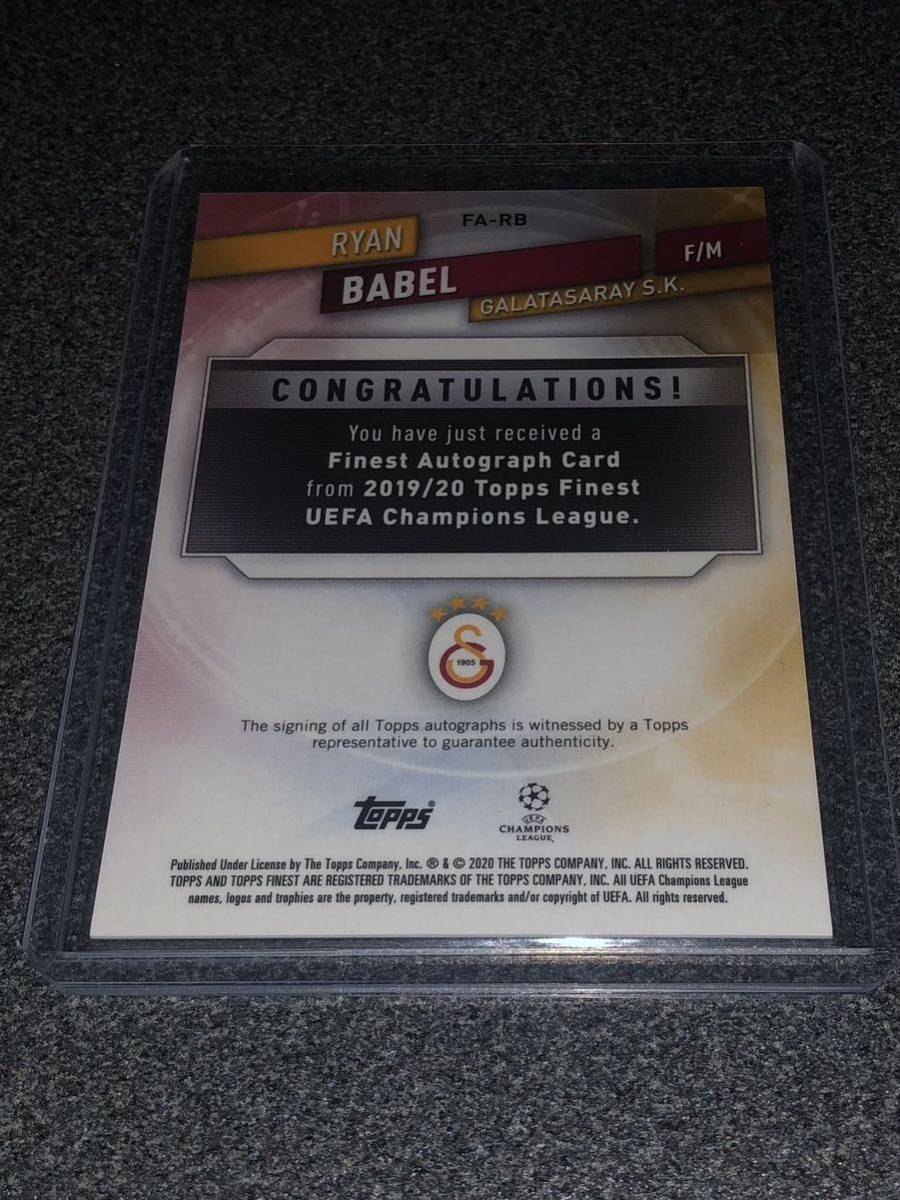 FA-RB
RYAN
BABEL
F/M
GALATASARAY S.K.
CONGRATULATIONS!
You have just received a
Finest Autograph Card
from 2019/20 Topps Finest
UEFA Champions League.
1905
The signing of all Topps autographs is witnessed by a Topps
representative to guarantee authenticity.
topps®
UEFA
CHAMPIONS
LEAGUE
Published Under License by The Topps Company, Inc. ® & © 2020 THE TOPPS COMPANY, INC. ALL RIGHTS RESERVED.
TOPPS AND TOPPS FINEST ARE REGISTERED TRADEMARKS OF THE TOPPS COMPANY, INC. All UEFA Champions League
names, logos and trophies are the property, registered trademarks and/or copyright of UEFA. All rights reserved.